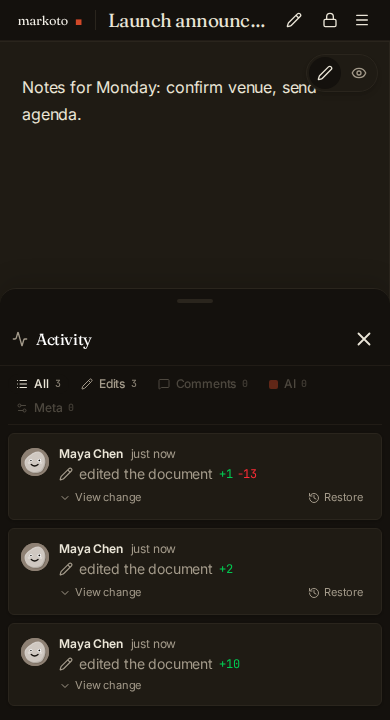 markoto
Launch announc...
Notes for Monday: confirm venue, send
agenda.
Activity
All 3 Edits 3 Comments 0 AI 0
Meta 0
Maya Chen just now
edited the document +1 -13
View change Restore
Maya Chen just now
edited the document +2
View change Restore
Maya Chen just now
edited the document +10
View change